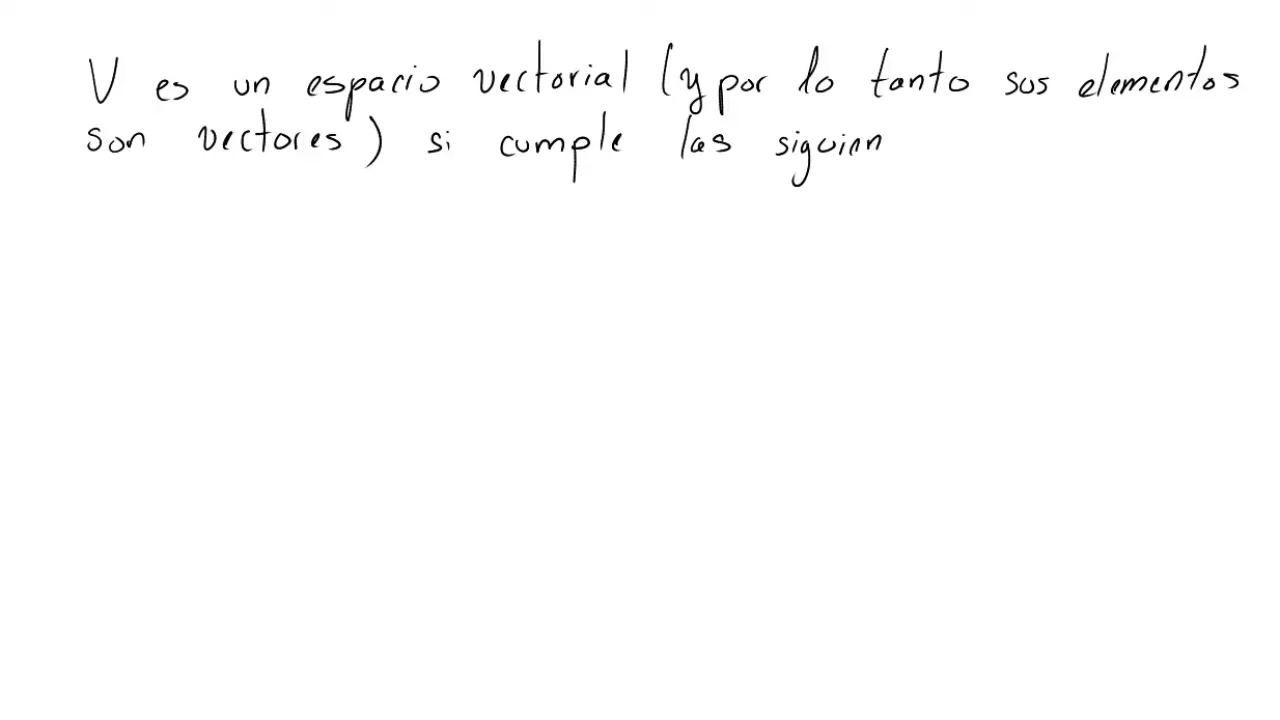 V es un espacio vectorial (y por lo tanto sus elementos
son vectores) si cumple las siguien